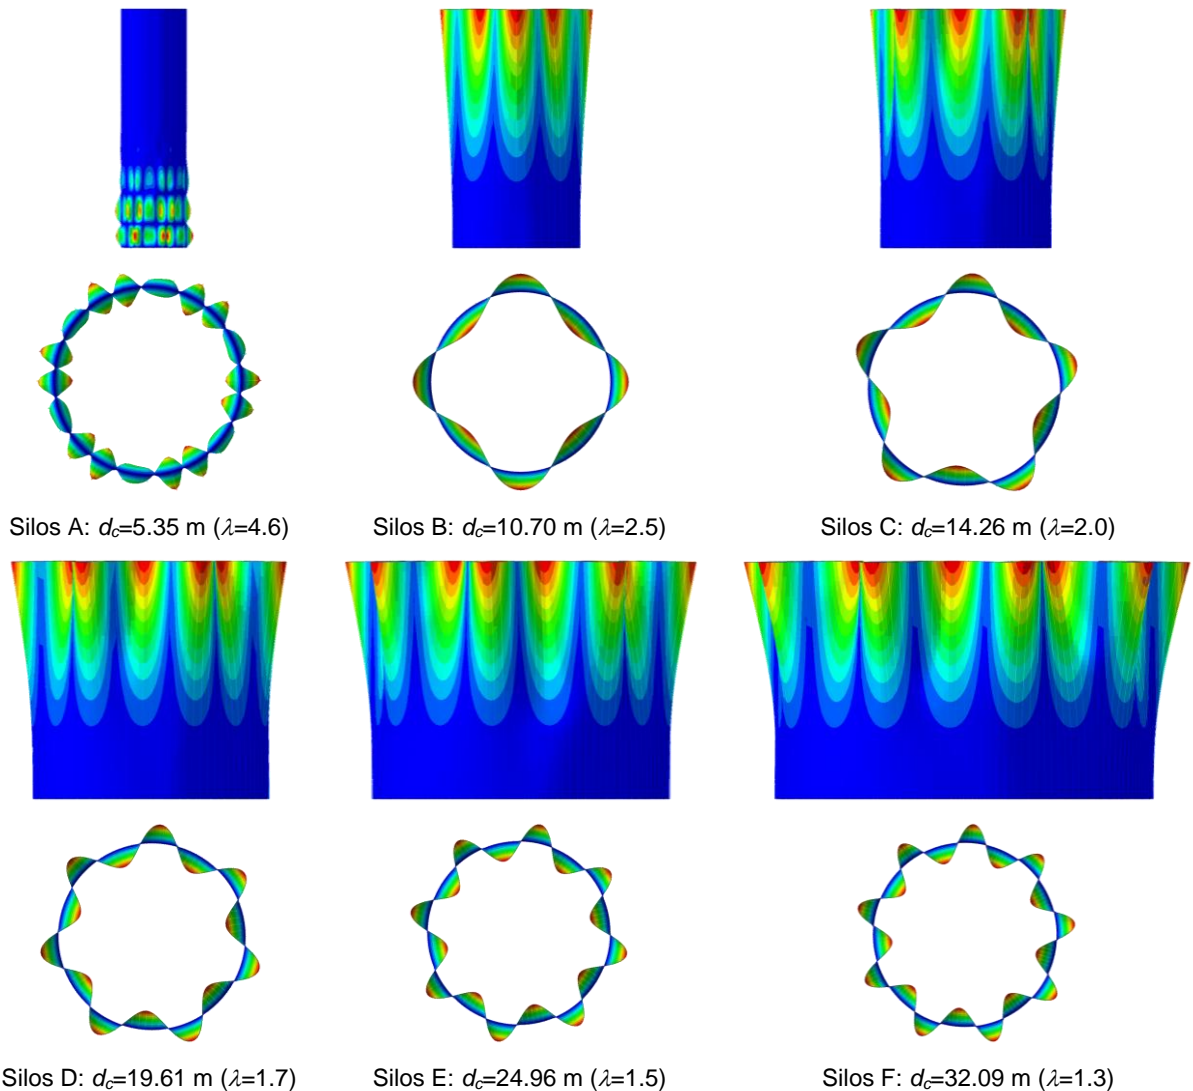 Silos A: dc=5.35 m (λ=4.6)
Silos B: dc=10.70 m (λ=2.5)
Silos C: dc=14.26 m (λ=2.0)
Silos D: dc=19.61 m (λ=1.7)
Silos E: dc=24.96 m (λ=1.5)
Silos F: dc=32.09 m (λ=1.3)